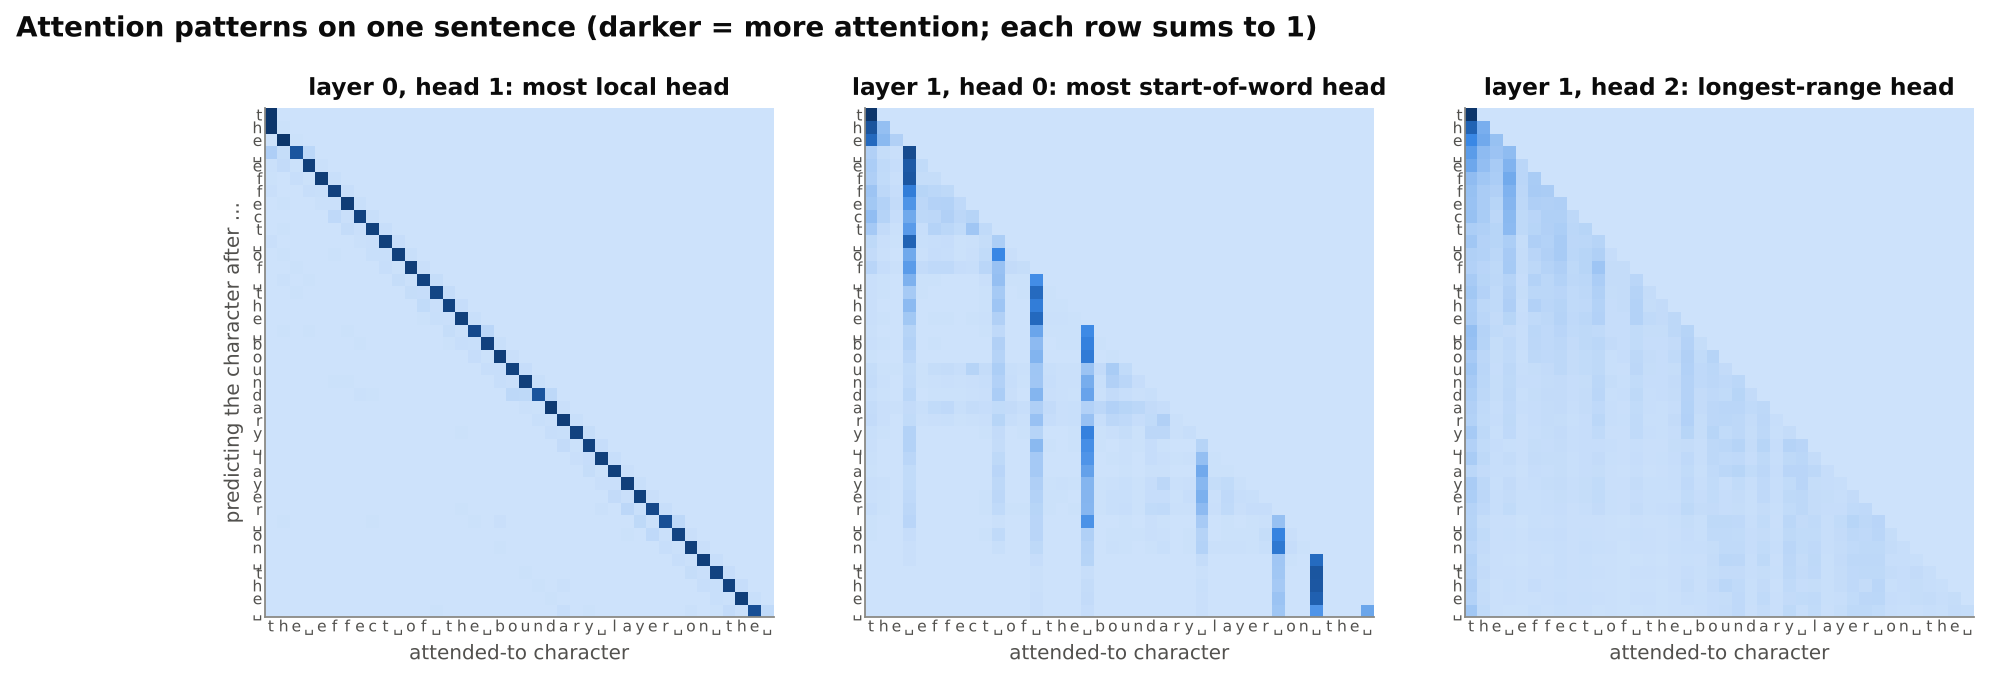 Attention patterns on one sentence (darker = more attention; each row sums to 1)
layer 0, head 1: most local head
predicting the character after ...
t
h
e
␣
e
f
f
e
c
t
␣
o
f
␣
t
h
e
␣
b
o
u
n
d
a
r
y
␣
l
a
y
e
r
␣
o
n
␣
t
h
e
␣
t h e ␣ e f f e c t ␣ o f ␣ t h e ␣ b o u n d a r y ␣ l a y e r ␣ o n ␣ t h e ␣
attended-to character
layer 1, head 0: most start-of-word head
t
h
e
␣
e
f
f
e
c
t
␣
o
f
␣
t
h
e
␣
b
o
u
n
d
a
r
y
␣
l
a
y
e
r
␣
o
n
␣
t
h
e
␣
t h e ␣ e f f e c t ␣ o f ␣ t h e ␣ b o u n d a r y ␣ l a y e r ␣ o n ␣ t h e ␣
attended-to character
layer 1, head 2: longest-range head
t
h
e
␣
e
f
f
e
c
t
␣
o
f
␣
t
h
e
␣
b
o
u
n
d
a
r
y
␣
l
a
y
e
r
␣
o
n
␣
t
h
e
␣
t h e ␣ e f f e c t ␣ o f ␣ t h e ␣ b o u n d a r y ␣ l a y e r ␣ o n ␣ t h e ␣
attended-to character